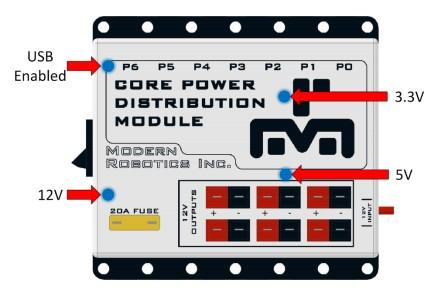 USB
Enabled
P6 P5 P4 P3 P2 P1 P0
CORE POWER
DISTRIBUTION
MODULE
3.3V
MODERN
ROBOTICS INC.
5V
12V
20A FUSE
12V
OUTPUTS
+ - + - + -
12V
INPUT